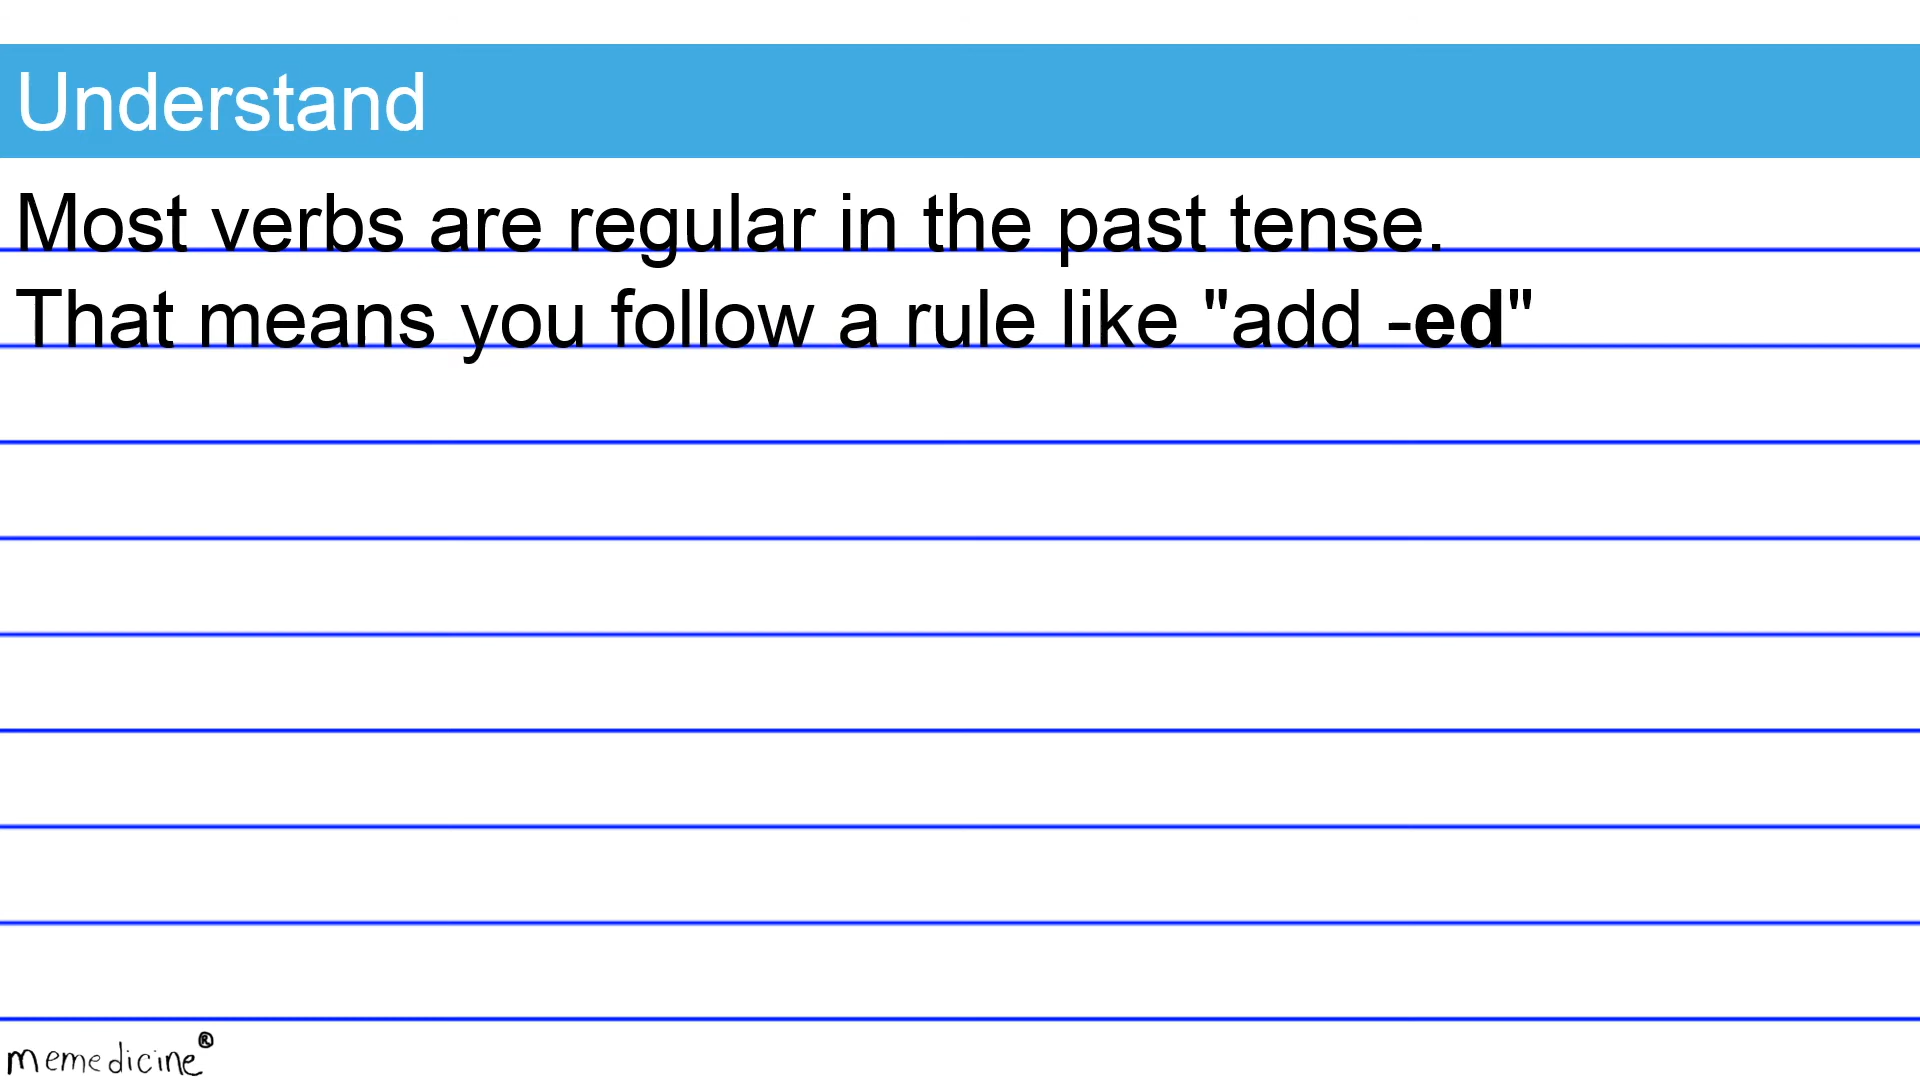 Understand
Most verbs are regular in the past tense.
That means you follow a rule like "add -ed"
memedicine®